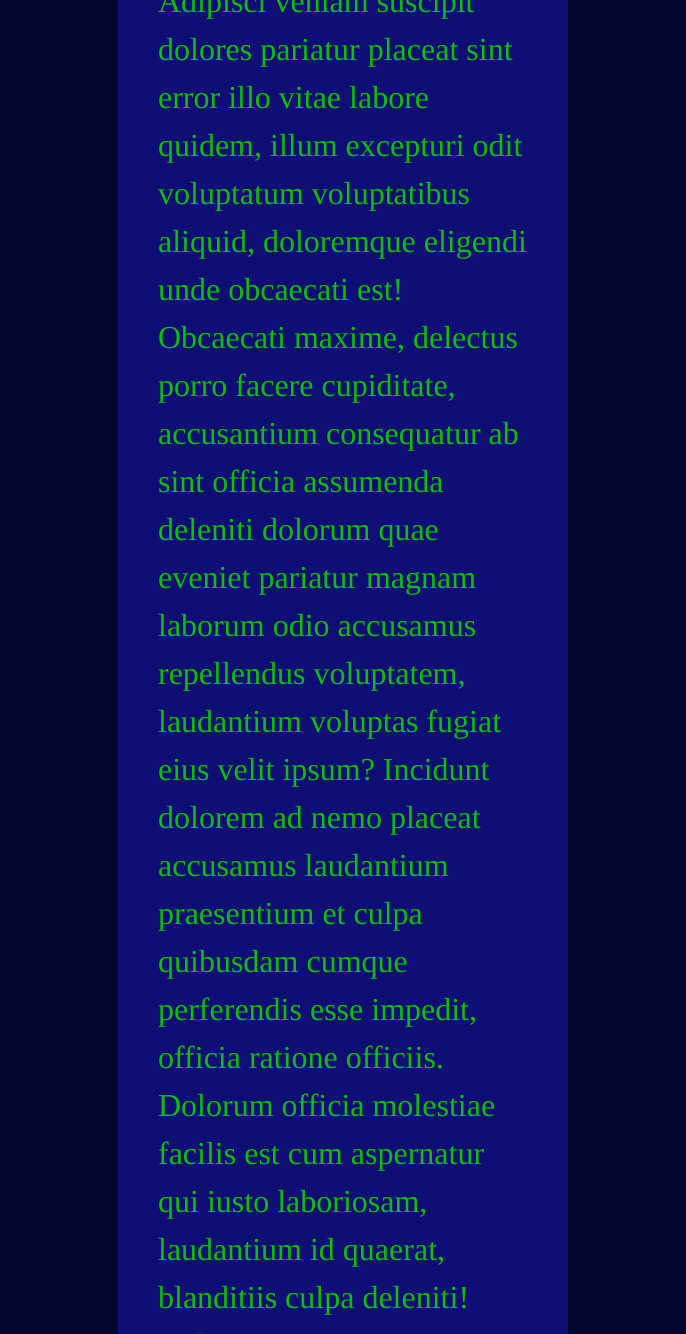 Adipisci veniam suscipit
dolores pariatur placeat sint
error illo vitae labore
quidem, illum excepturi odit
voluptatum voluptatibus
aliquid, doloremque eligendi
unde obcaecati est!
Obcaecati maxime, delectus
porro facere cupiditate,
accusantium consequatur ab
sint officia assumenda
deleniti dolorum quae
eveniet pariatur magnam
laborum odio accusamus
repellendus voluptatem,
laudantium voluptas fugiat
eius velit ipsum? Incidunt
dolorem ad nemo placeat
accusamus laudantium
praesentium et culpa
quibusdam cumque
perferendis esse impedit,
officia ratione officiis.
Dolorum officia molestiae
facilis est cum aspernatur
qui iusto laboriosam,
laudantium id quaerat,
blanditiis culpa deleniti!